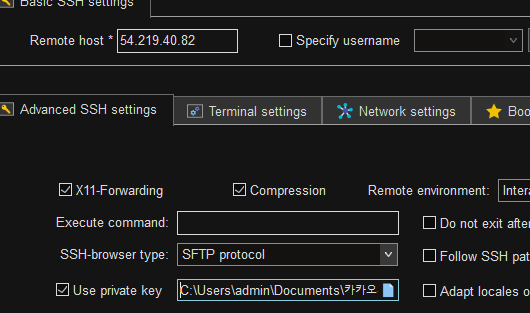 Basic SSH settings
Remote host * 54.219.40.82 Specify username
Advanced SSH settings Terminal settings Network settings Boo
X11-Forwarding Compression Remote environment: Intera
Execute command: Do not exit after
SSH-browser type: SFTP protocol Follow SSH pat
Use private key C:\Users\admin\Documents\카카오 Adapt locales o